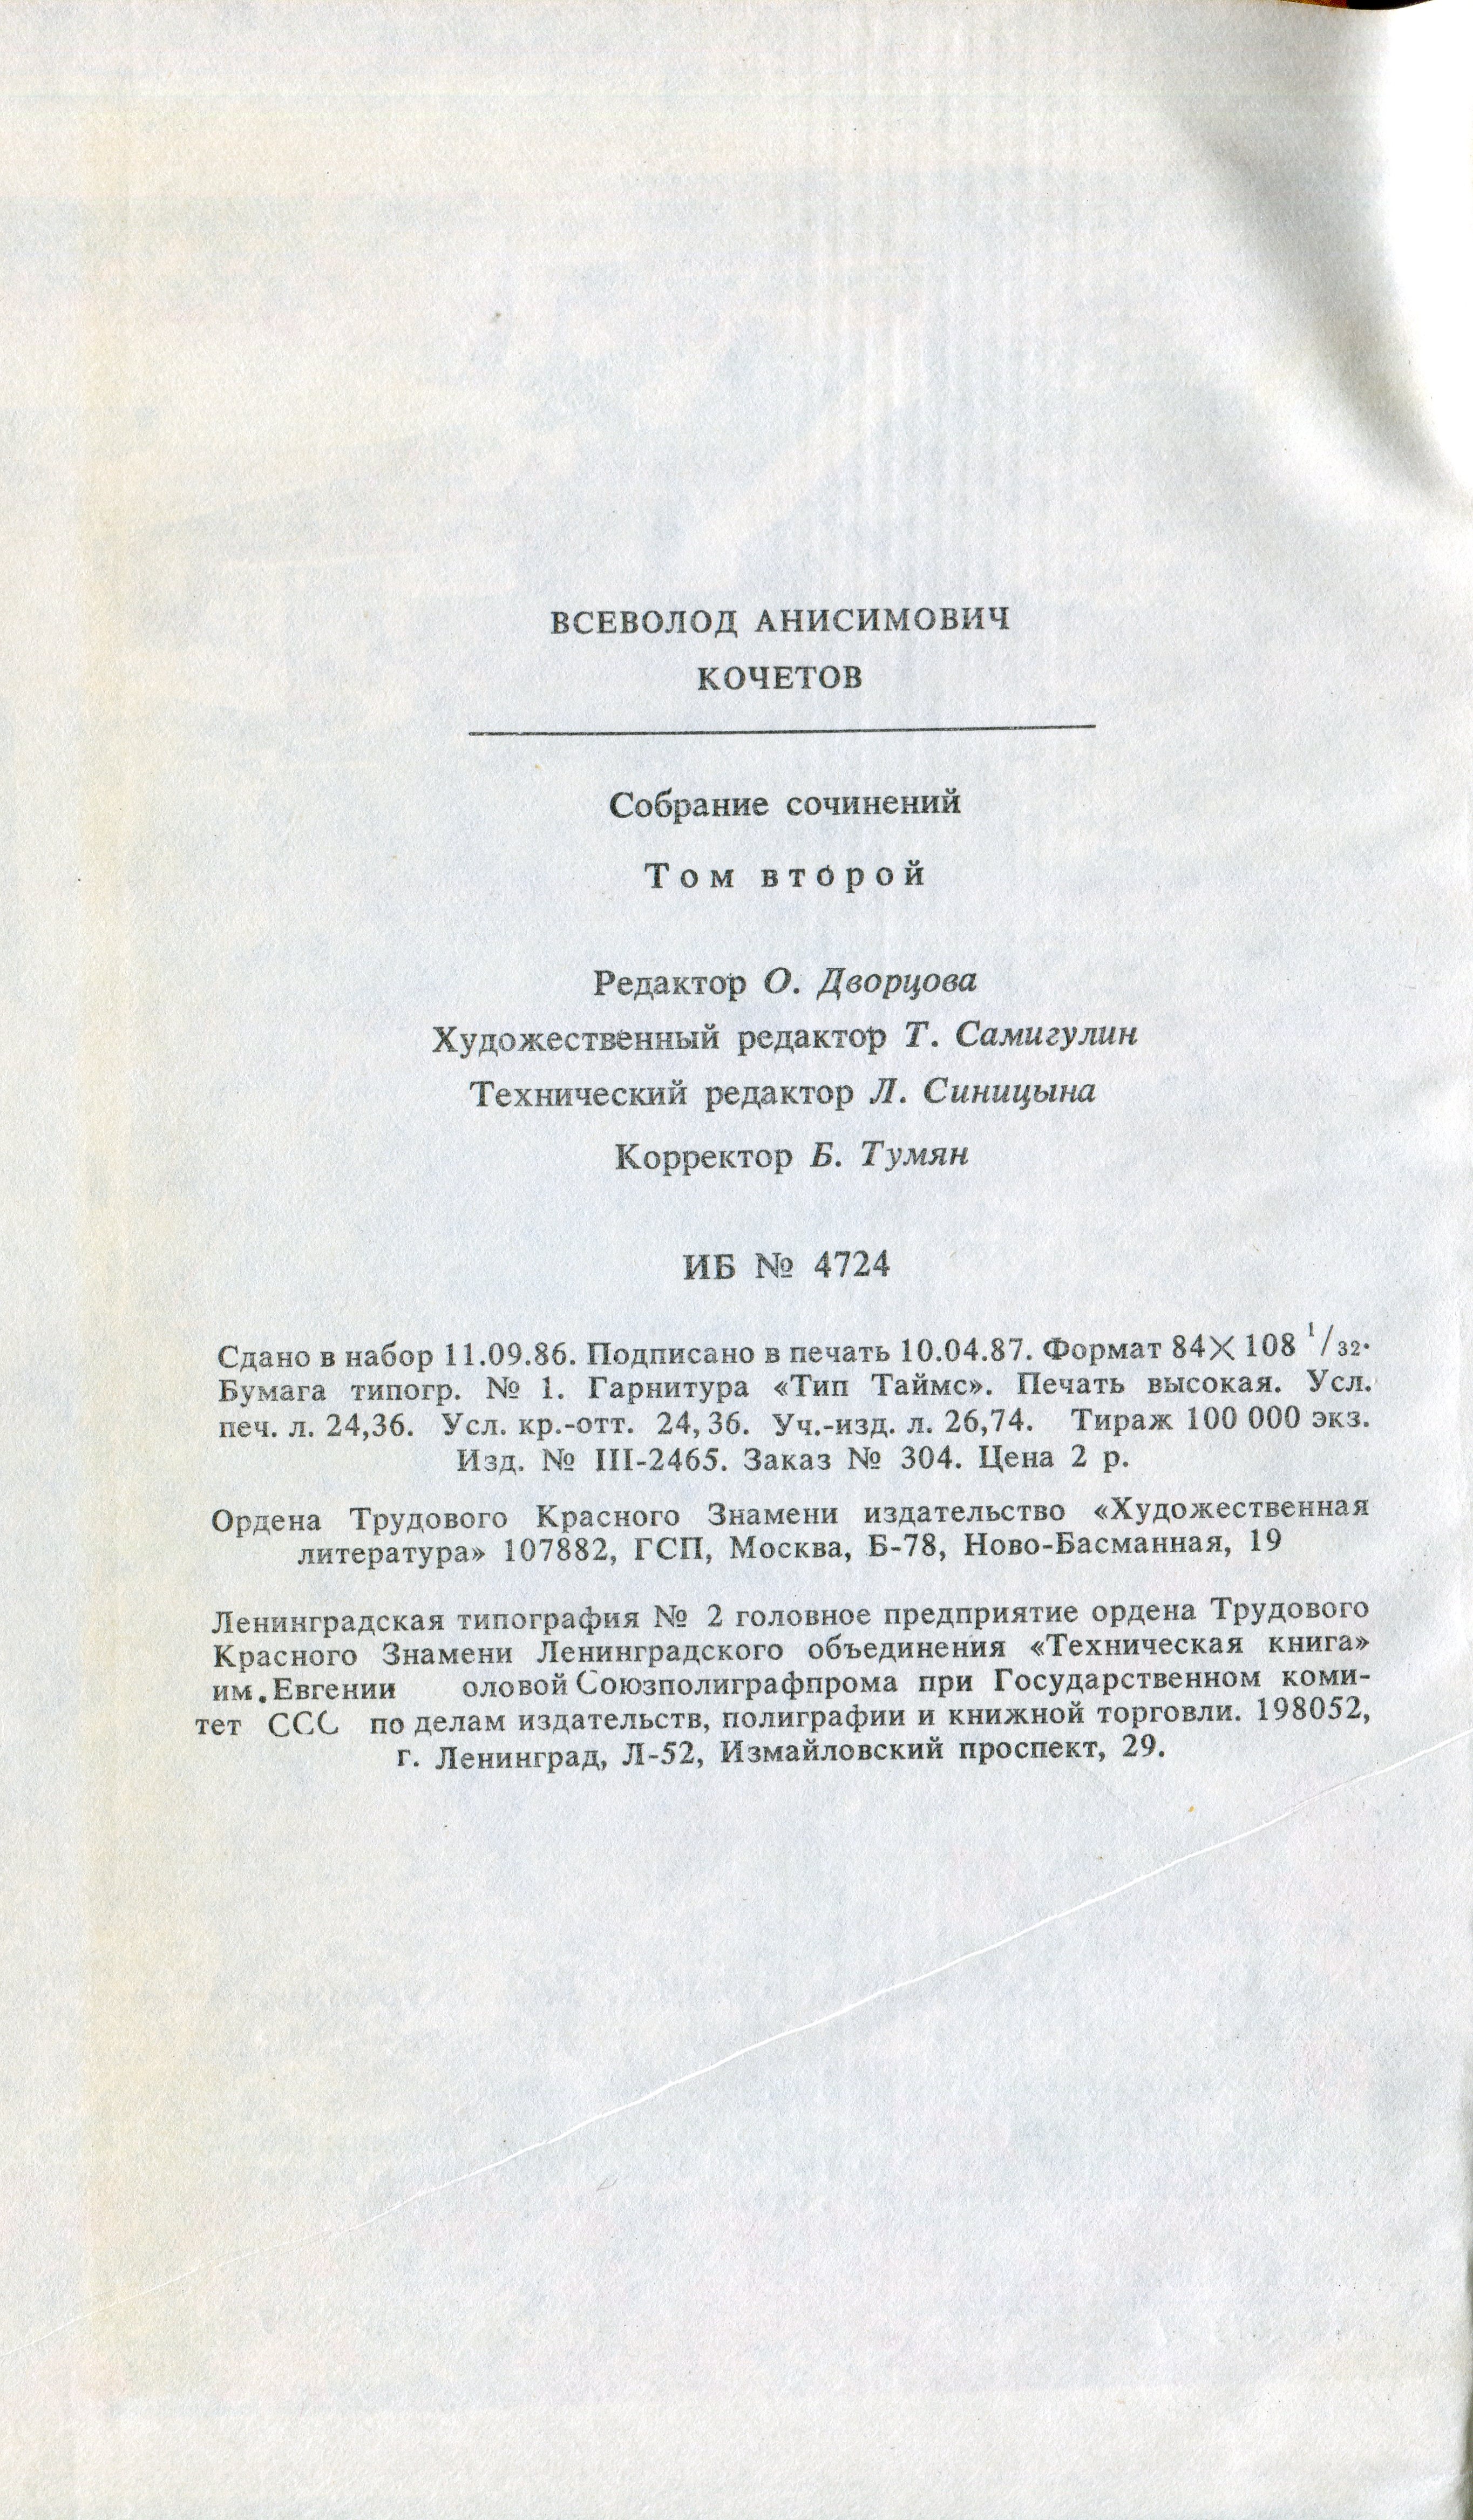 ВСЕВОЛОД АНИСИМОВИЧ
КОЧЕТОВ
Собрание сочинений
Том второй
Редактор О. Дворцова
Художественный редактор Т. Самигулин
Технический редактор Л. Синицына
Корректор Б. Тумян
ИБ № 4724
Сдано в набор 11.09.86. Подписано в печать 10.04.87. Формат 84×108 1/32.
Бумага типогр. № 1. Гарнитура «Тип Таймс». Печать высокая. Усл.
печ. л. 24,36. Усл. кр.-отт. 24,36. Уч.-изд. л. 26,74. Тираж 100 000 экз.
Изд. № III-2465. Заказ № 304. Цена 2 р.
Ордена Трудового Красного Знамени издательство «Художественная
литература» 107882, ГСП, Москва, Б-78, Ново-Басманная, 19
Ленинградская типография № 2 головное предприятие ордена Трудового
Красного Знамени Ленинградского объединения «Техническая книга»
им. Евгении оловой Союзполиграфпрома при Государственном коми-
тет ССС по делам издательств, полиграфии и книжной торговли. 198052,
г. Ленинград, Л-52, Измайловский проспект, 29.